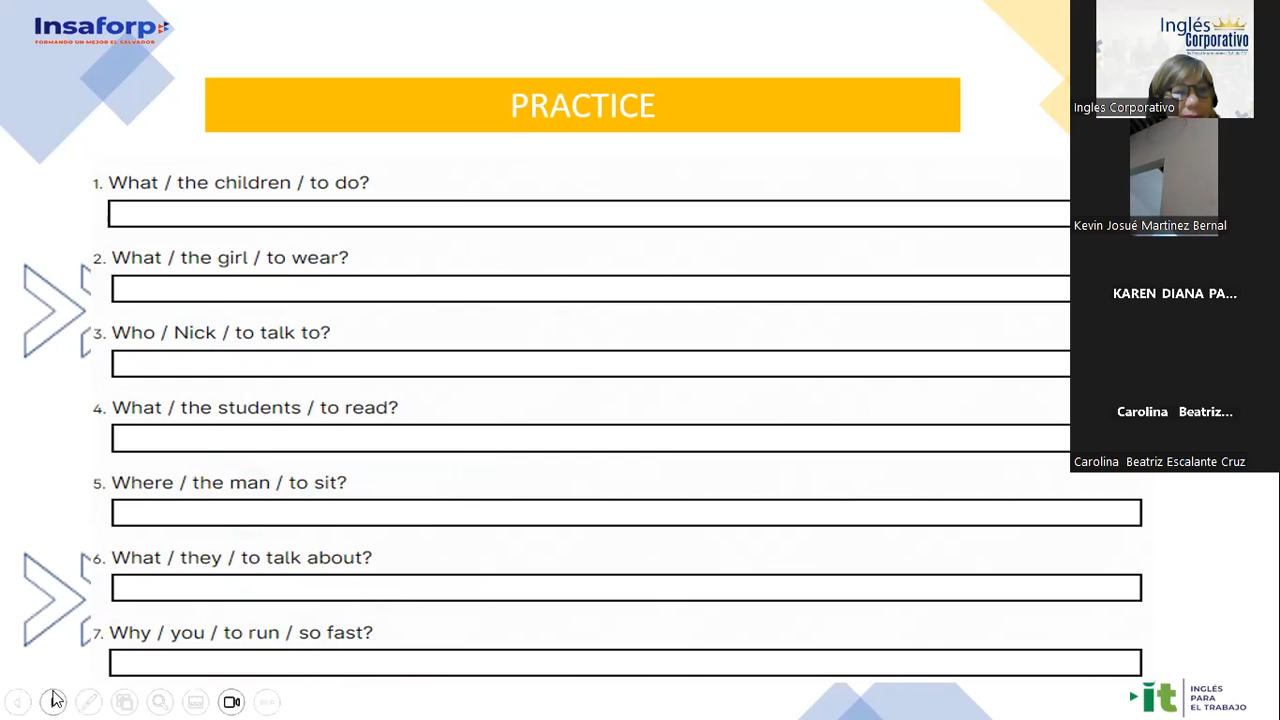 Insaforp
FORMANDO UN MEJOR EL SALVADOR
PRACTICE
1. What / the children / to do?
2. What / the girl / to wear?
3. Who / Nick / to talk to?
4. What / the students / to read?
5. Where / the man / to sit?
6. What / they / to talk about?
7. Why / you / to run / so fast?
Inglés
Corporativo
Ingles Corporativo
Kevin Josué Martinez Bernal
KAREN DIANA PA...
Carolina Beatriz...
Carolina Beatriz Escalante Cruz
it
INGLÉS
PARA
EL TRABAJO